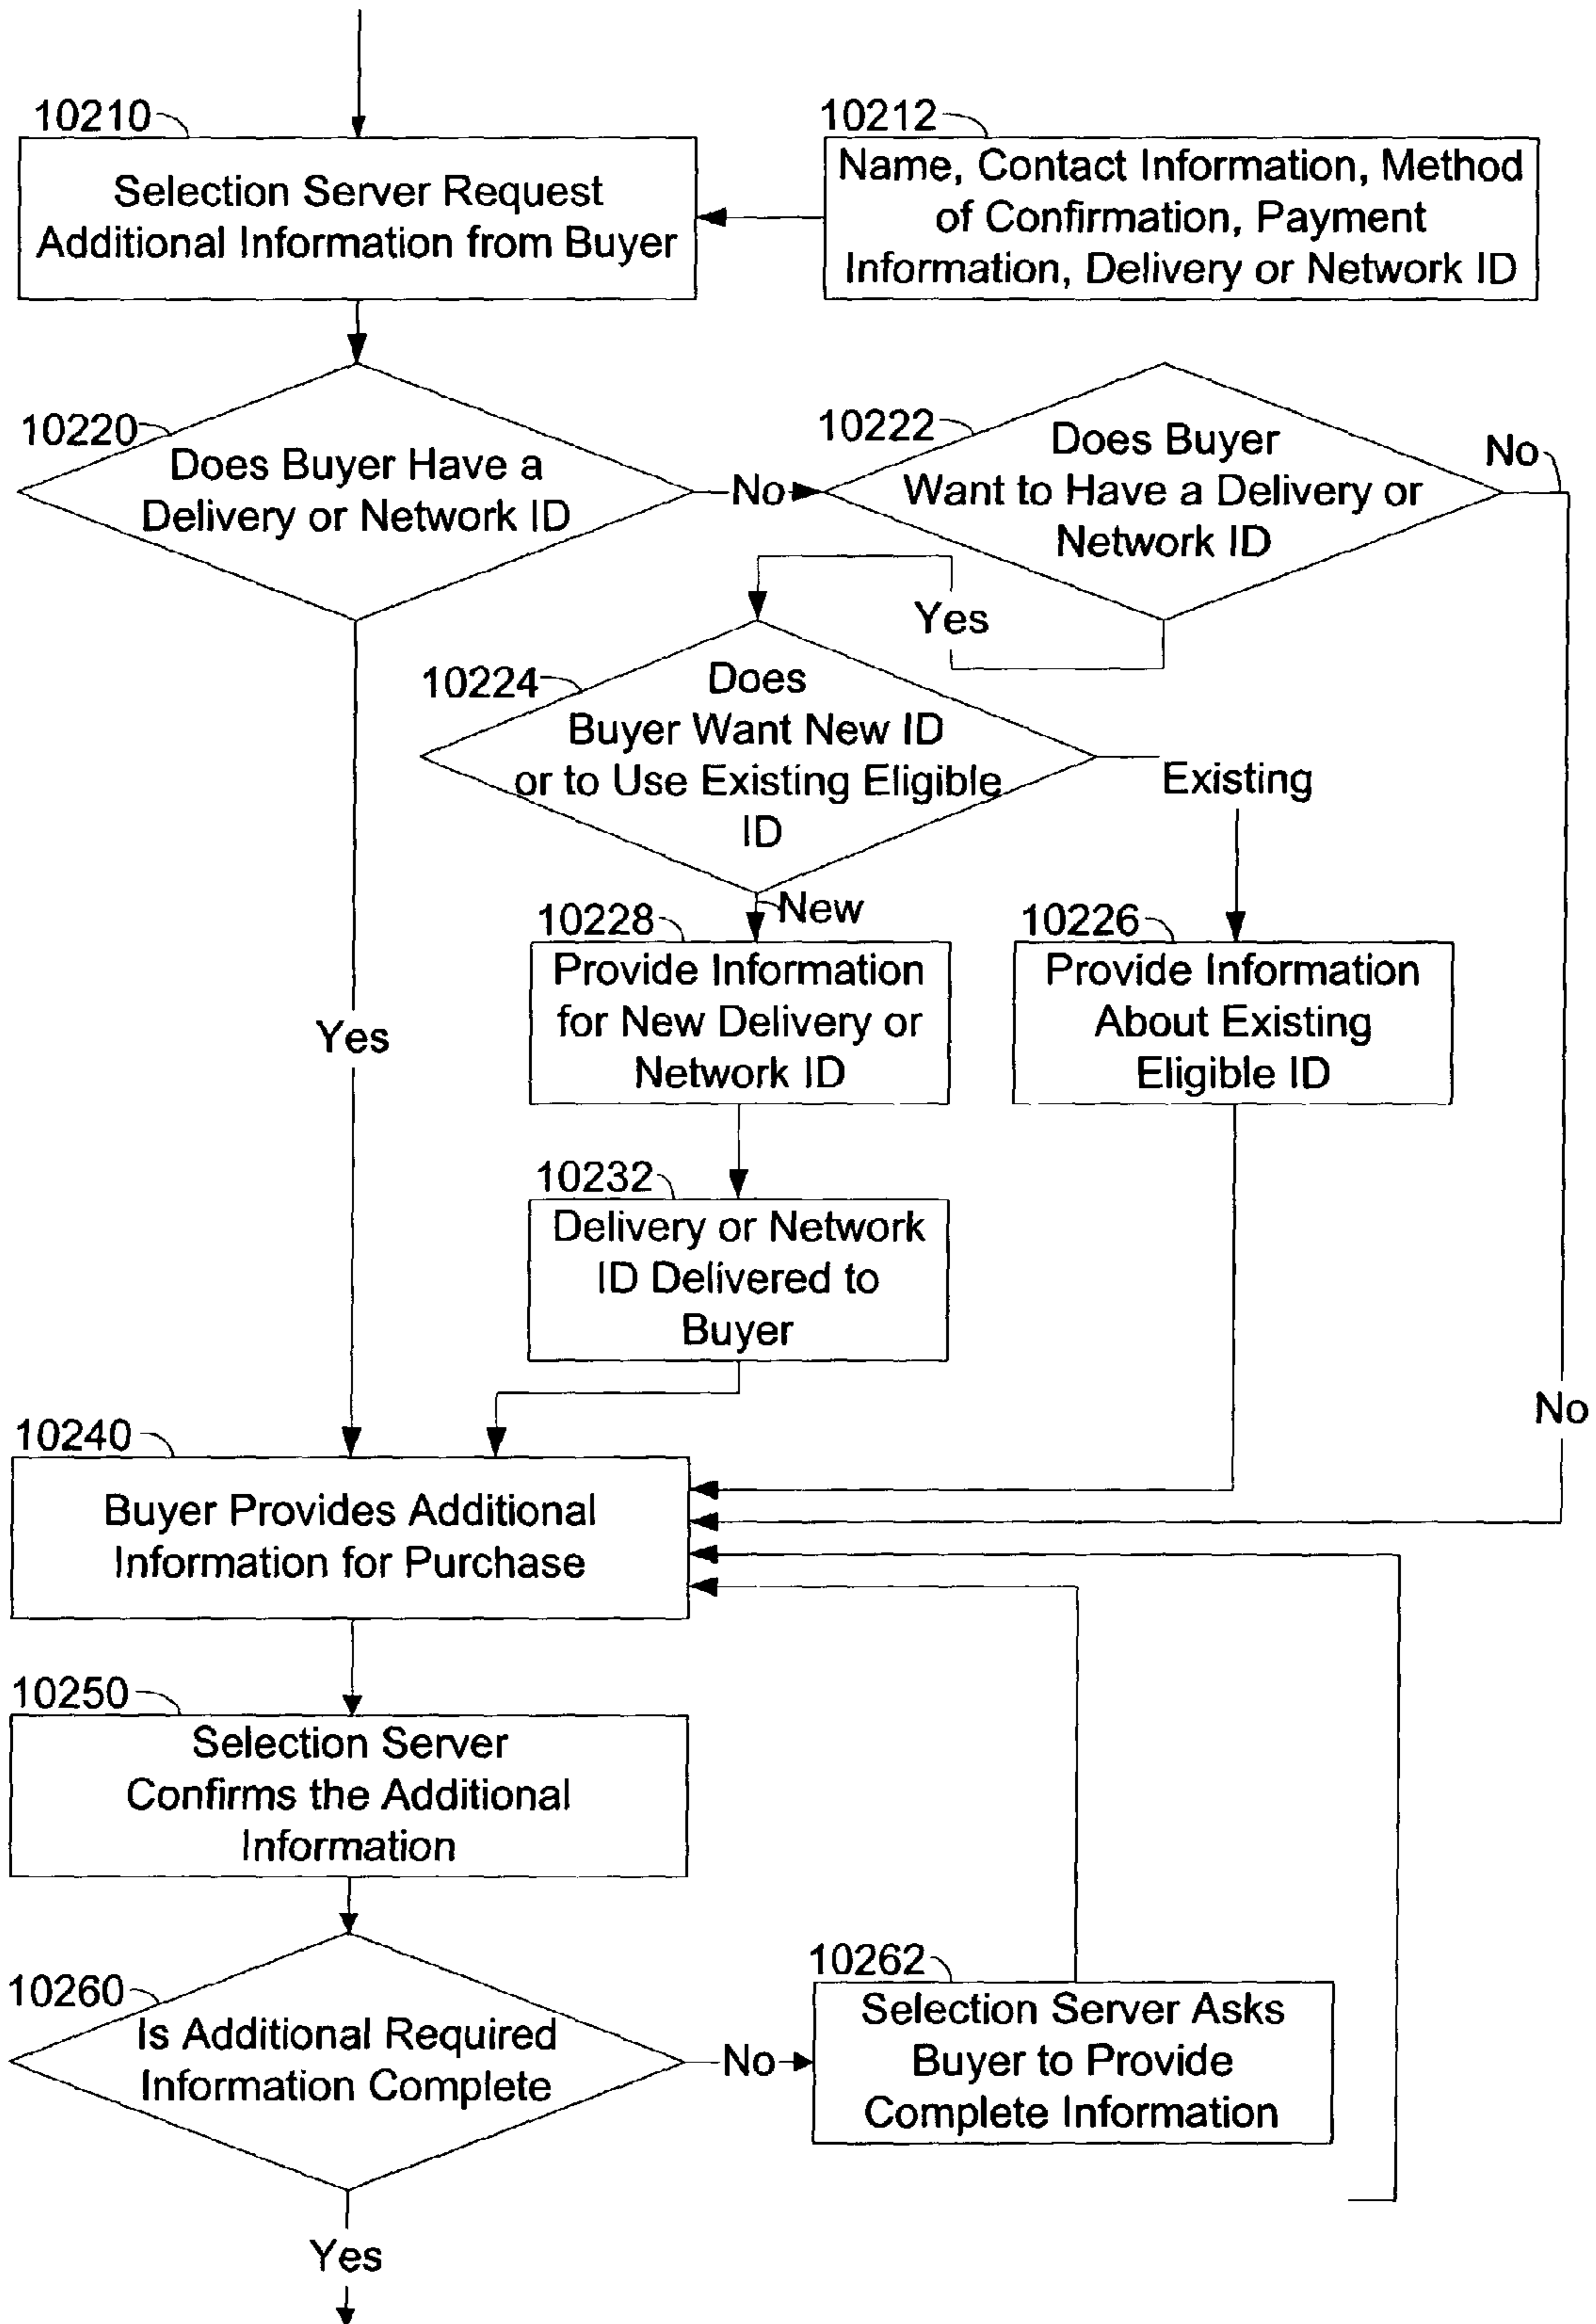 10210
Selection Server Request
Additional Information from Buyer
10212
Name, Contact Information, Method
of Confirmation, Payment
Information, Delivery or Network ID
10220
Does Buyer Have a
Delivery or Network ID
No
10222
Does Buyer
Want to Have a Delivery or
Network ID
No
Yes
10224
Does
Buyer Want New ID
or to Use Existing Eligible
ID
Existing
New
10228
Provide Information
for New Delivery or
Network ID
10226
Provide Information
About Existing
Eligible ID
Yes
10232
Delivery or Network
ID Delivered to
Buyer
No
10240
Buyer Provides Additional
Information for Purchase
10250
Selection Server
Confirms the Additional
Information
10260
Is Additional Required
Information Complete
No
10262
Selection Server Asks
Buyer to Provide
Complete Information
Yes